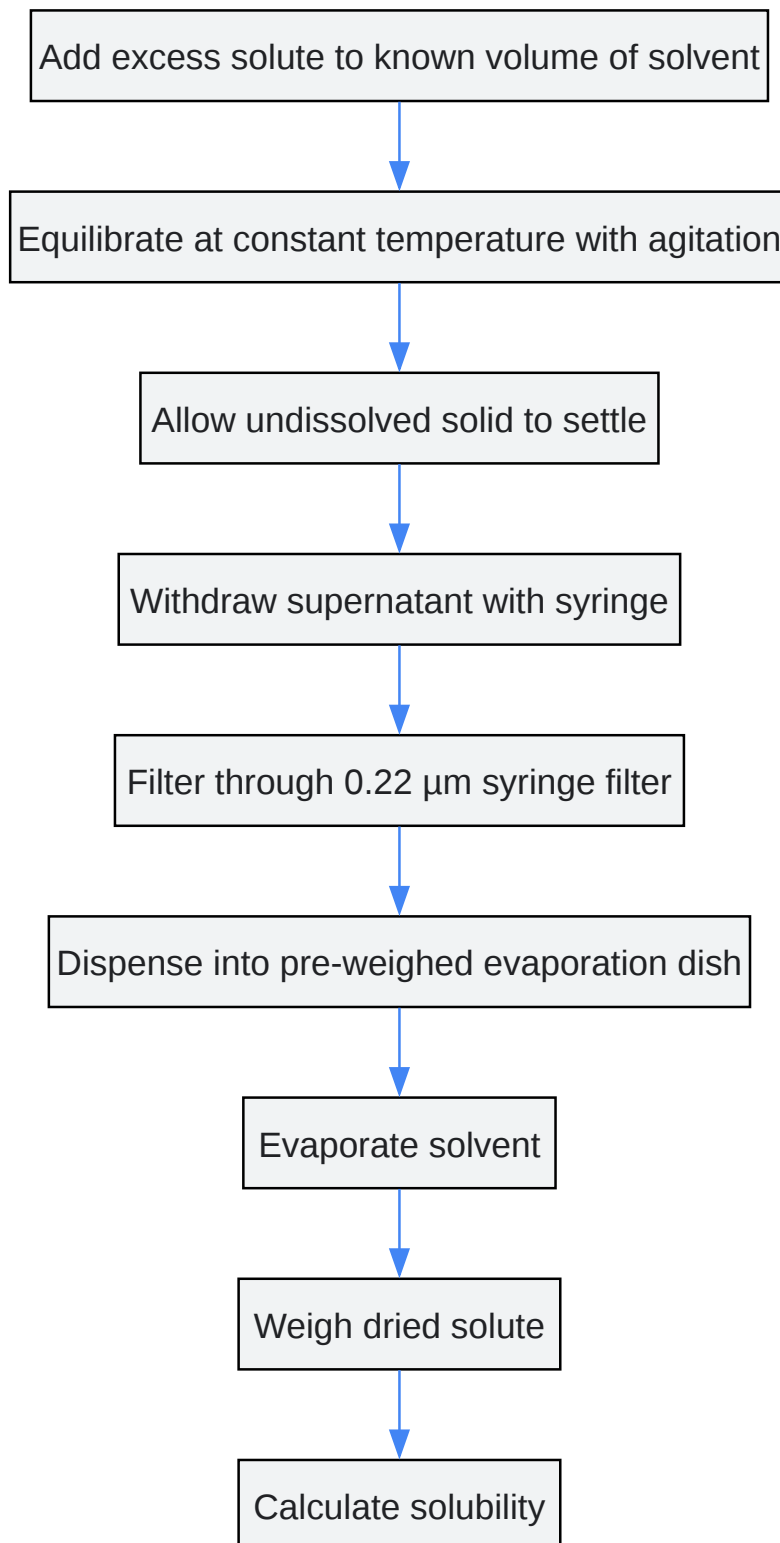 Add excess solute to known volume of solvent
Equilibrate at constant temperature with agitation
Allow undissolved solid to settle
Withdraw supernatant with syringe
Filter through 0.22 µm syringe filter
Dispense into pre-weighed evaporation dish
Evaporate solvent
Weigh dried solute
Calculate solubility